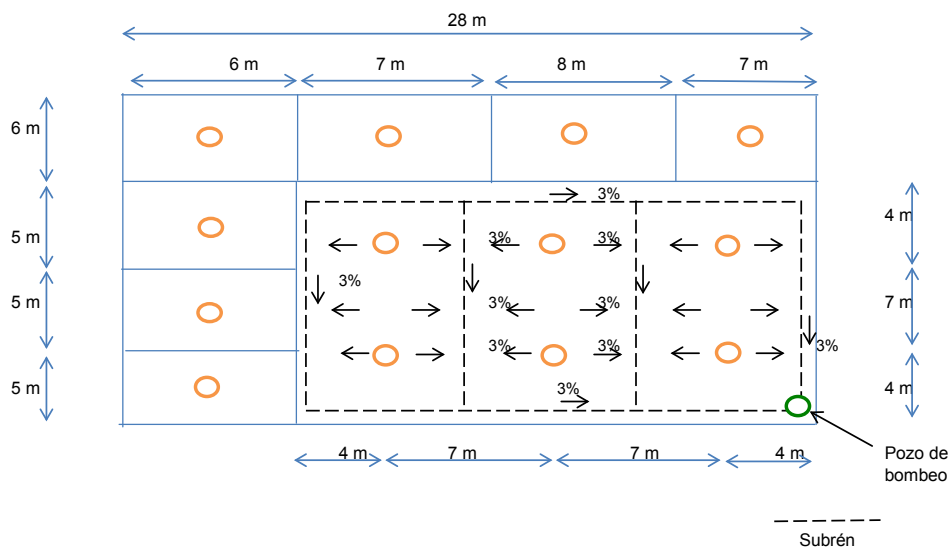 28 m
6 m 7 m 8 m 7 m
6 m
3%
5 m 4 m
3% 3%
3%
5 m 3% 3% 7 m
3% 3% 3%
5 m 4 m
3%
4 m 7 m 7 m 4 m
Pozo de
bombeo
Subrén